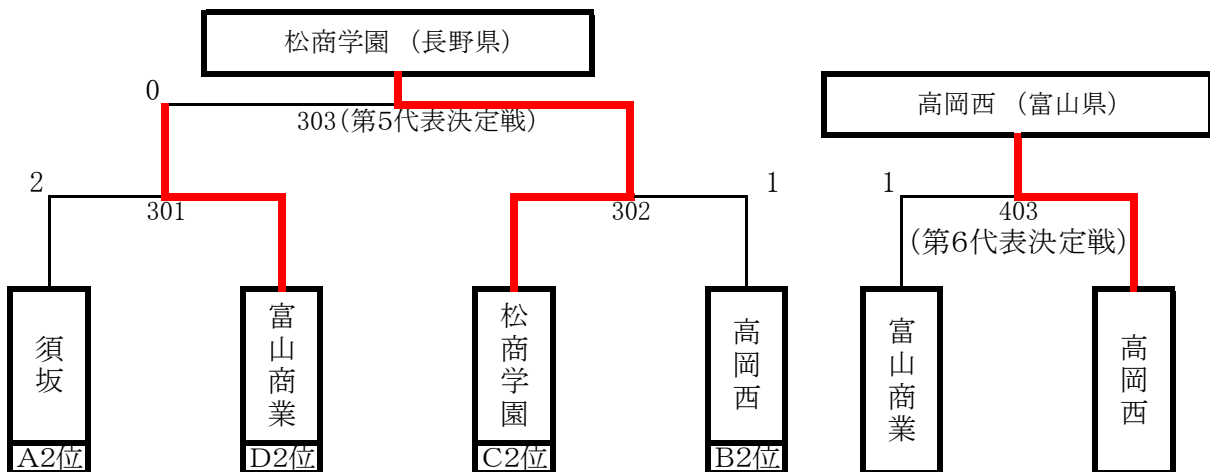 松商学園 （長野県）
0
303（第5代表決定戦）
2
301
302
1
須坂
富山商業
松商学園
高岡西
A2位
D2位
C2位
B2位
高岡西 （富山県）
1
403
（第6代表決定戦）
富山商業
高岡西